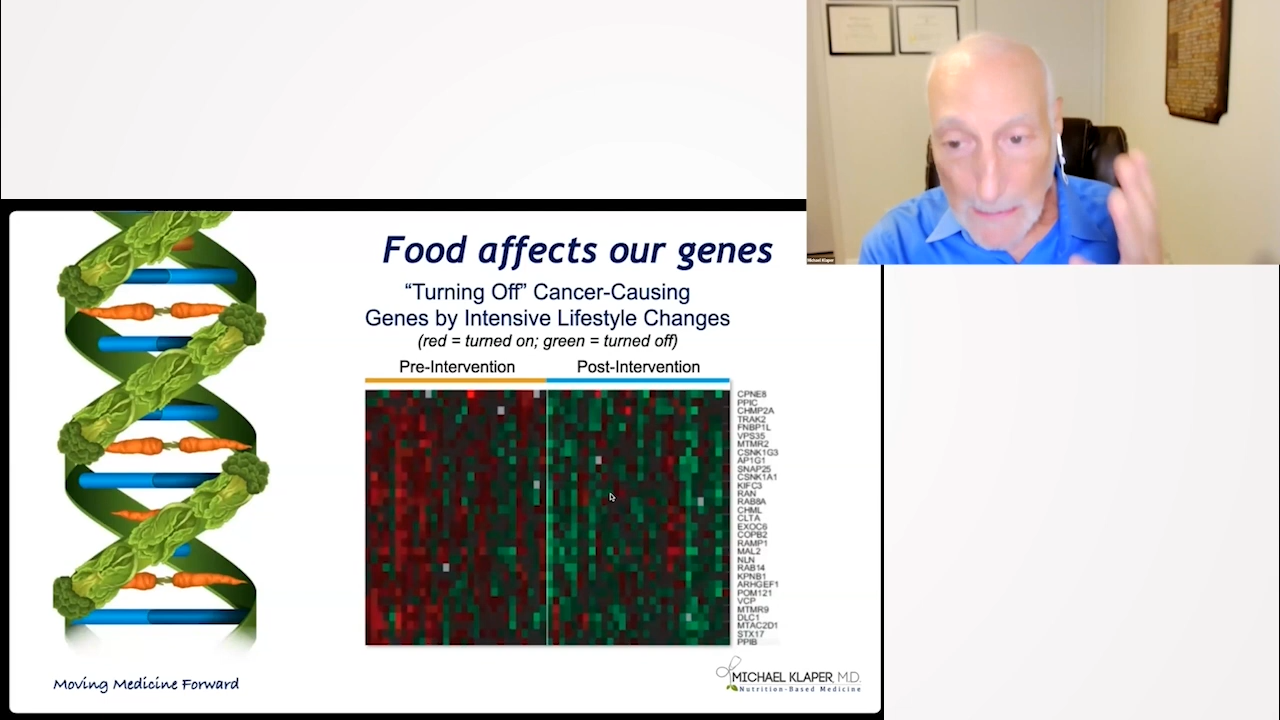 Food affects our genes
“Turning Off” Cancer-Causing
Genes by Intensive Lifestyle Changes
(red = turned on; green = turned off)
Pre-Intervention Post-Intervention
CPNE8
PPIC
CHMP2A
TRAK2
FNBP1L
VPS35
MTMR2
CSNK1G3
AP1G1
SNAP25
CSNK1A1
KIFC3
RAN
RAB8A
CHML
CLTA
EXOC6
COPB2
RAMP1
MAL2
NLN
RAB14
KPNB1
ARHGEF1
POM121
VCP
MTMR9
DLC1
MTAC2D1
STX17
PPIB
Moving Medicine Forward
MICHAEL KLAPER, M.D.
Nutrition-Based Medicine
Michael Klaper